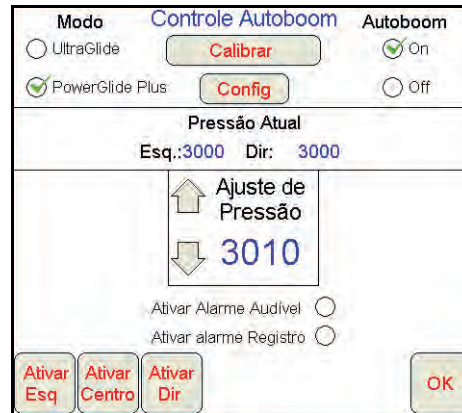 Modo Controle Autoboom Autoboom
UltraGlide Calibrar On
PowerGlide Plus Config Off
Pressão Atual
Esq.:3000 Dir: 3000
Ajuste de
Pressão
3010
Ativar Alarme Audível
Ativar alarme Registro
Ativar Esq
Ativar Centro
Ativar Dir
OK